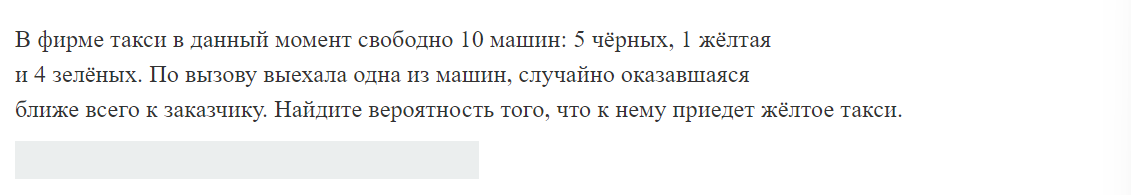 В фирме такси в данный момент свободно 10 машин: 5 чёрных, 1 жёлтая
и 4 зелёных. По вызову выехала одна из машин, случайно оказавшаяся
ближе всего к заказчику. Найдите вероятность того, что к нему приедет жёлтое такси.